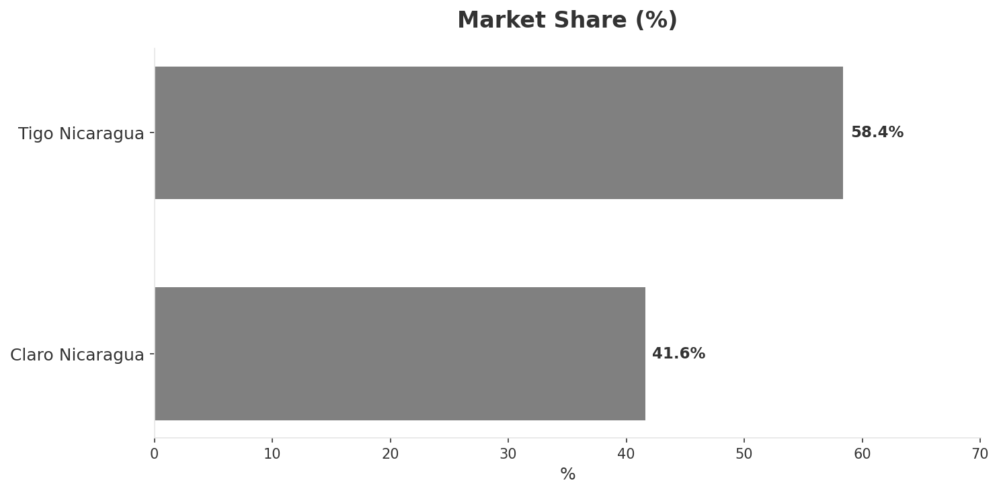 Market Share (%)
Tigo Nicaragua
58.4%
Claro Nicaragua
41.6%
0 10 20 30 40 50 60 70
%